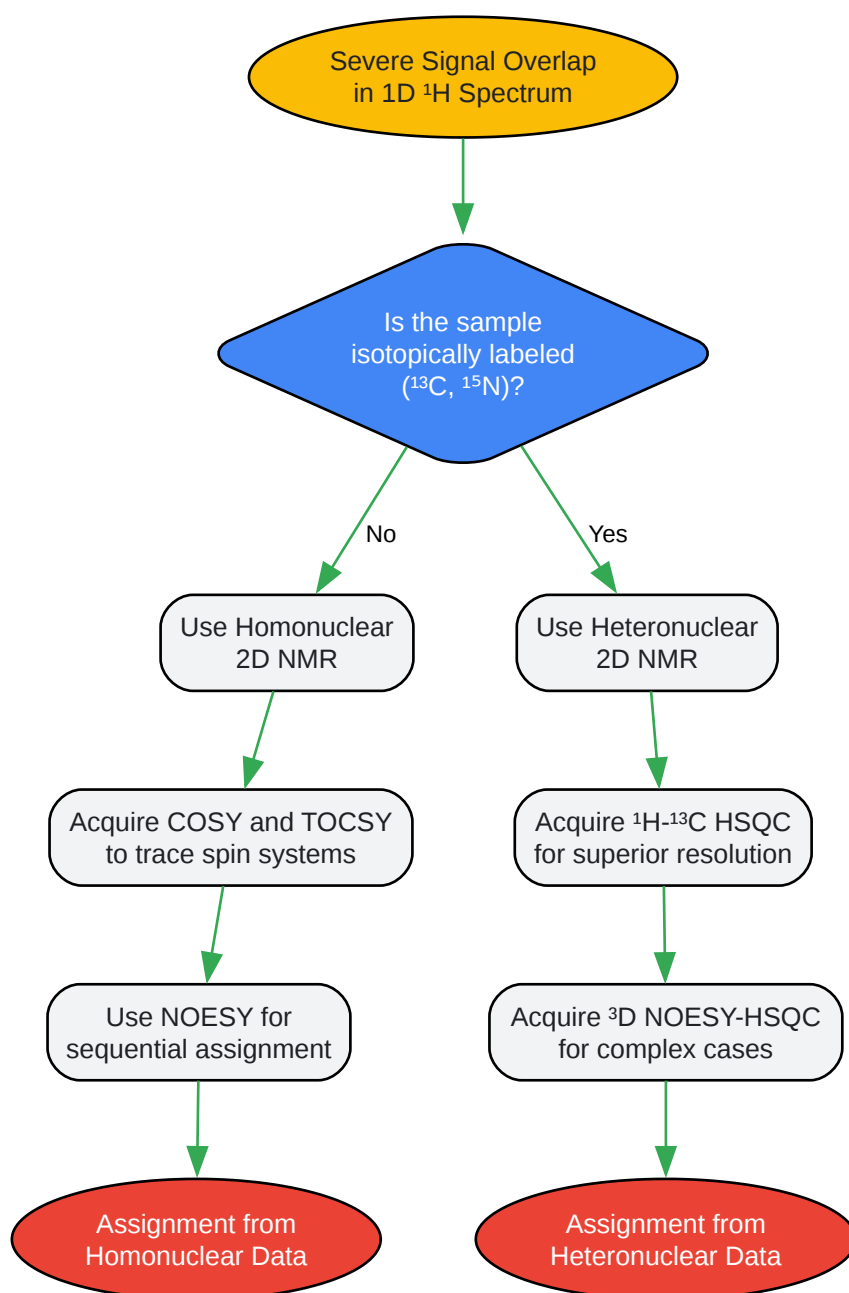 Severe Signal Overlap
in 1D ¹H Spectrum
Is the sample
isotopically labeled
(¹³C, ¹⁵N)?
No
Yes
Use Homonuclear
2D NMR
Use Heteronuclear
2D NMR
Acquire COSY and TOCSY
to trace spin systems
Acquire ¹H-¹³C HSQC
for superior resolution
Use NOESY for
sequential assignment
Acquire ³D NOESY-HSQC
for complex cases
Assignment from
Homonuclear Data
Assignment from
Heteronuclear Data